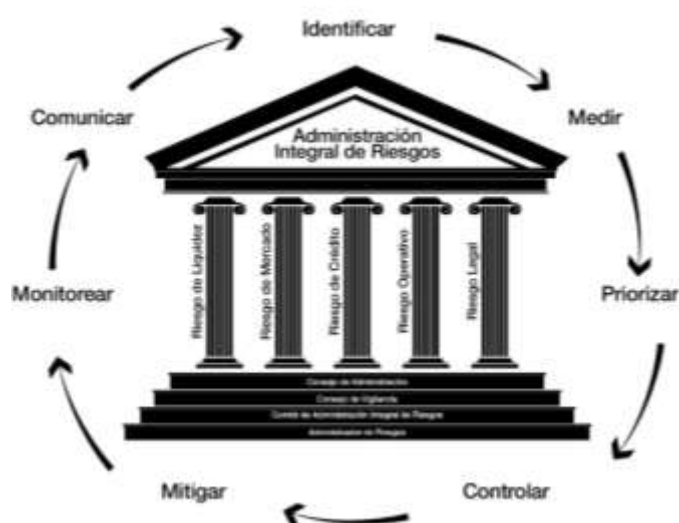 Identificar
Comunicar
Medir
Administración
Integral de Riesgos
Riesgo de Liquidez
Riesgo de Mercado
Riesgo de Crédito
Riesgo Operativo
Riesgo Legal
Monitorear
Priorizar
Consejo de Administración
Consejo de Vigilancia
Comité de Administración Integral de Riesgos
Administrador de Riesgos
Mitigar
Controlar